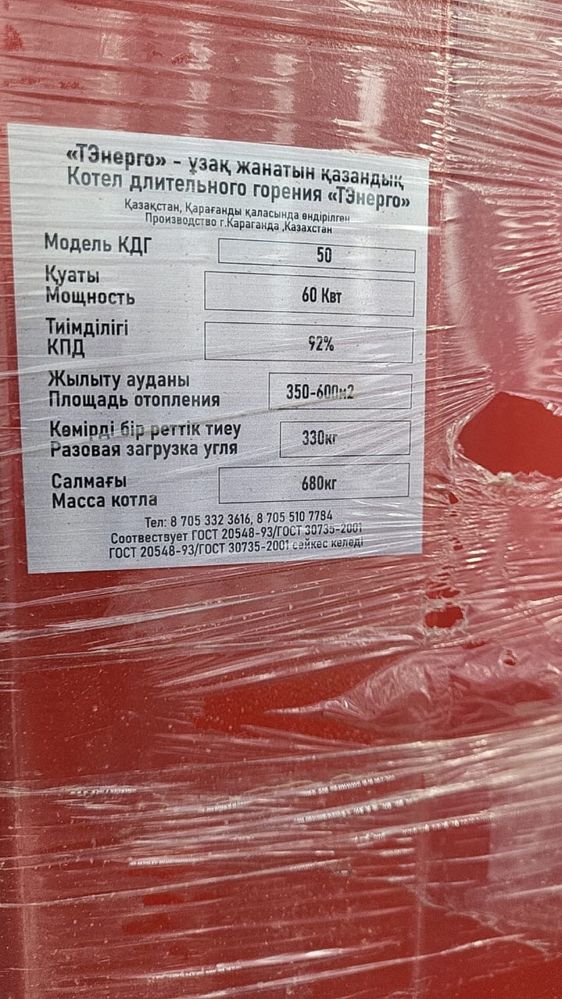 «ТЭнерго» - ұзақ жанатын қазандық
Котел длительного горения «ТЭнерго»
Қазақстан, Қарағанды қаласында өндірілген
Производство г.Караганда ,Казахстан
Модель КДГ 50
Қуаты
Мощность 60 Квт
Тиімділігі
КПД 92%
Жылыту ауданы
Площадь отопления 350-600м2
Көмірді бір реттік тиеу
Разовая загрузка угля 330кг
Салмағы
Масса котла 680кг
Тел: 8 705 332 3616, 8 705 510 7784
Соотвествует ГОСТ 20548-93/ГОСТ 30735-2001
ГОСТ 20548-93/ГОСТ 30735-2001 сәйкес келеді